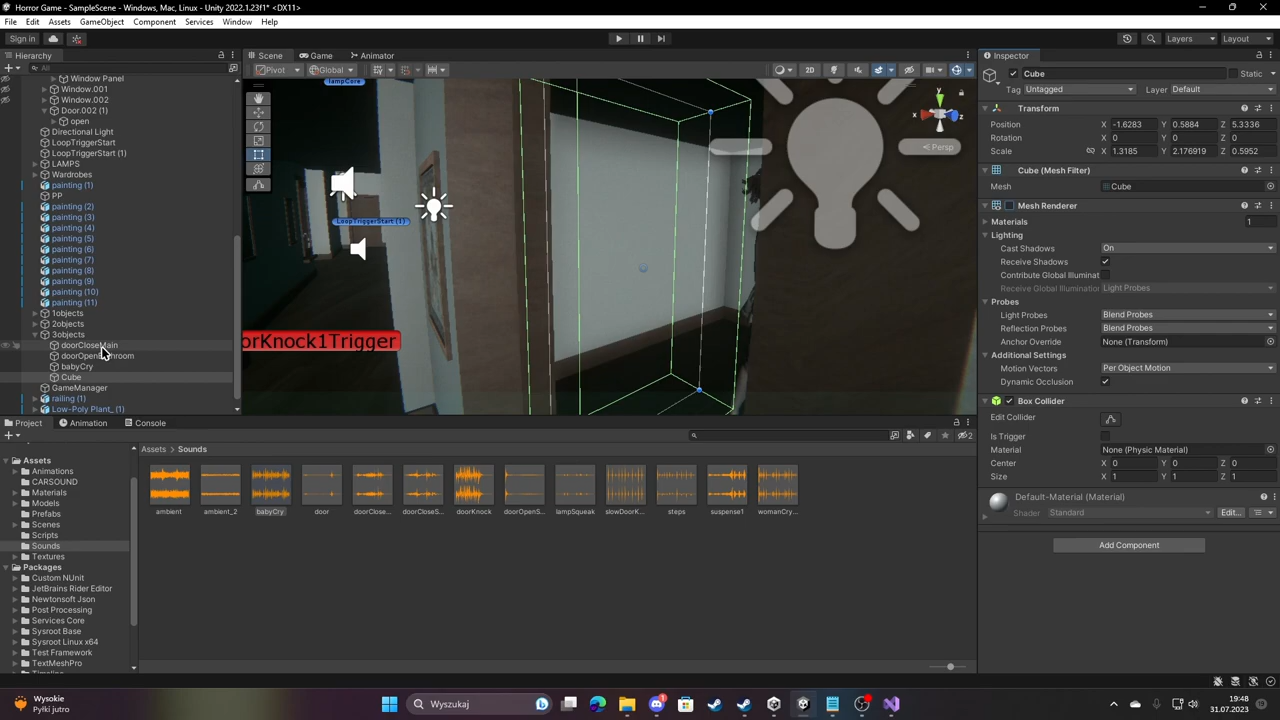 Horror Game - SampleScene - Windows, Mac, Linux - Unity 2022.1.23f1* <DX11>
File Edit Assets GameObject Component Services Window Help
Sign in
Layers Layout
Hierarchy
All
Window Panel
Window.001
Window.002
Door.002 (1)
open
Directional Light
LoopTriggerStart
LoopTriggerStart (1)
LAMPS
Wardrobes
painting (1)
PP
painting (2)
painting (3)
painting (4)
painting (5)
painting (6)
painting (7)
painting (8)
painting (9)
painting (10)
painting (11)
1objects
2objects
3objects
doorCloseMain
babyCry
Cube
GameManager
railing (1)
Low-Poly Plant_ (1)
Scene Game Animator
Pivot Global 2D
lampCore
LoopTriggerStart (1)
orKnock1Trigger
y
x
Persp
Inspector
Cube Static
Tag Untagged Layer Default
Transform
Position X -1.6283 Y 0.5884 Z 5.3336
Rotation X 0 Y 0 Z 0
Scale X 1.3185 Y 2.176919 Z 0.5952
Cube (Mesh Filter)
Mesh Cube
Mesh Renderer
Materials 1
Lighting
Cast Shadows On
Receive Shadows
Contribute Global Illuminat
Receive Global Illumination Light Probes
Probes
Light Probes Blend Probes
Reflection Probes Blend Probes
Anchor Override None (Transform)
Additional Settings
Motion Vectors Per Object Motion
Dynamic Occlusion
Box Collider
Edit Collider
Is Trigger
Material None (Physic Material)
Center X 0 Y 0 Z 0
Size X 1 Y 1 Z 1
Default-Material (Material)
Shader Standard Edit...
Add Component
Project Animation Console
2
Assets
Animations
CARSOUND
Materials
Models
Prefabs
Scenes
Scripts
Sounds
Textures
Packages
Custom NUnit
JetBrains Rider Editor
Newtonsoft Json
Post Processing
Services Core
Sysroot Base
Sysroot Linux x64
Test Framework
TextMeshPro
Timeline
Assets > Sounds
ambient ambient_2 babyCry door doorClose... doorCloseS... doorKnock doorOpenS... lampSqueak slowDoorK... steps suspense1 womanCry...
Wysokie
Pyłki jutro
Wyszukaj
1
19:48
31.07.2023